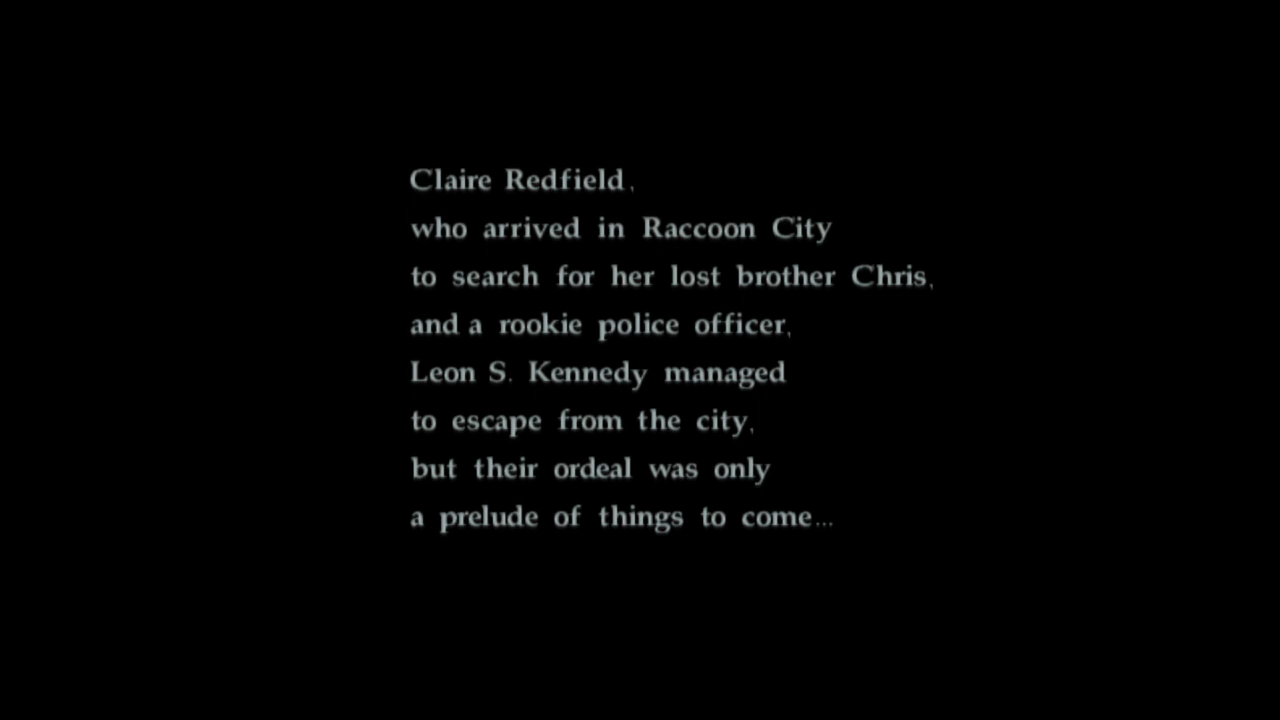 Claire Redfield,
who arrived in Raccoon City
to search for her lost brother Chris,
and a rookie police officer,
Leon S. Kennedy managed
to escape from the city,
but their ordeal was only
a prelude of things to come...